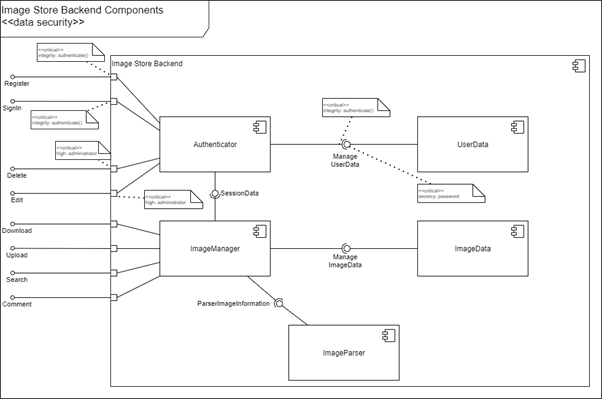 Image Store Backend Components
<<data security>>
<<critical>>
integrity: authenticate()
Image Store Backend
Register
SignIn
<<critical>>
integrity: authenticate()
<<critical>>
integrity: authenticate()
Authenticator
UserData
<<critical>>
high: administrator
Manage
UserData
Delete
<<critical>>
high: administrator
<<critical>>
secrecy: password
Edit
SessionData
Download
ImageManager
ImageData
Upload
Manage
ImageData
Search
Comment
ParserImageInformation
ImageParser